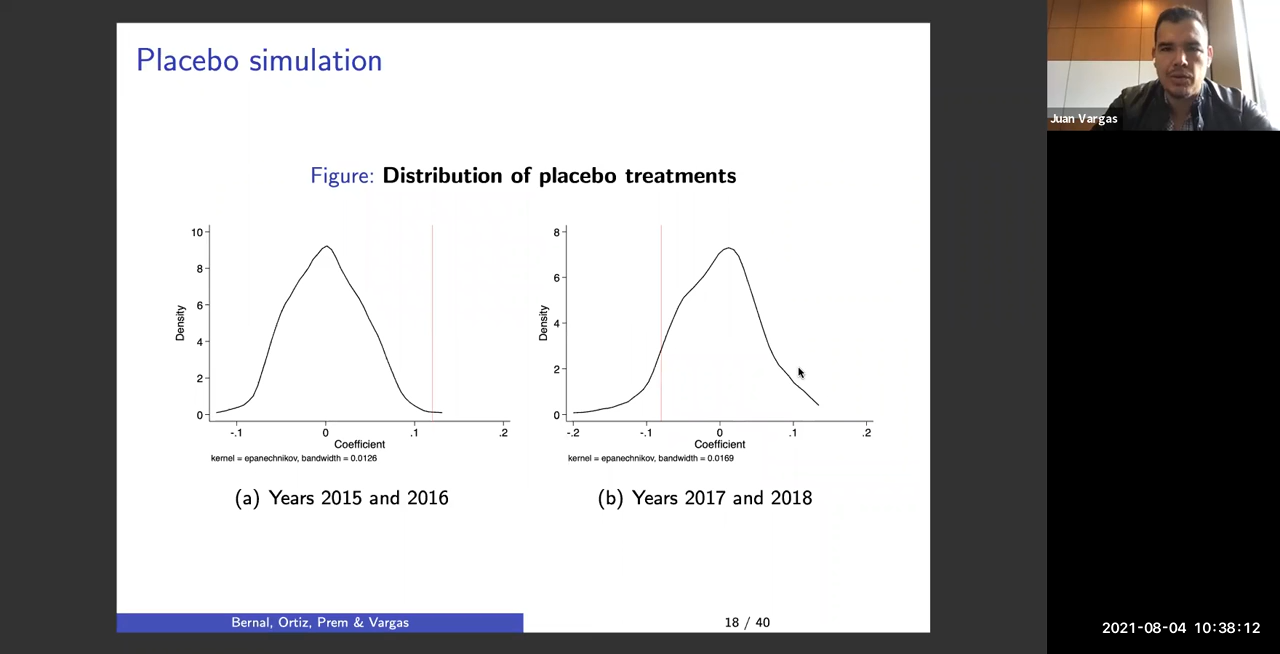 Placebo simulation
Figure: Distribution of placebo treatments
10
8
6
4
2
0
Density
-.1 0 .1 .2
Coefficient
kernel = epanechnikov, bandwidth = 0.0126
(a) Years 2015 and 2016
8
6
4
2
0
Density
-.2 -.1 0 .1 .2
Coefficient
kernel = epanechnikov, bandwidth = 0.0169
(b) Years 2017 and 2018
Bernal, Ortiz, Prem & Vargas
18 / 40
Juan Vargas
2021-08-04 10:38:12